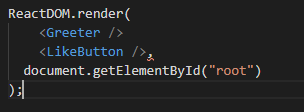 ReactDOM.render(
<Greeter />
<LikeButton />,
document.getElementById("root")
);